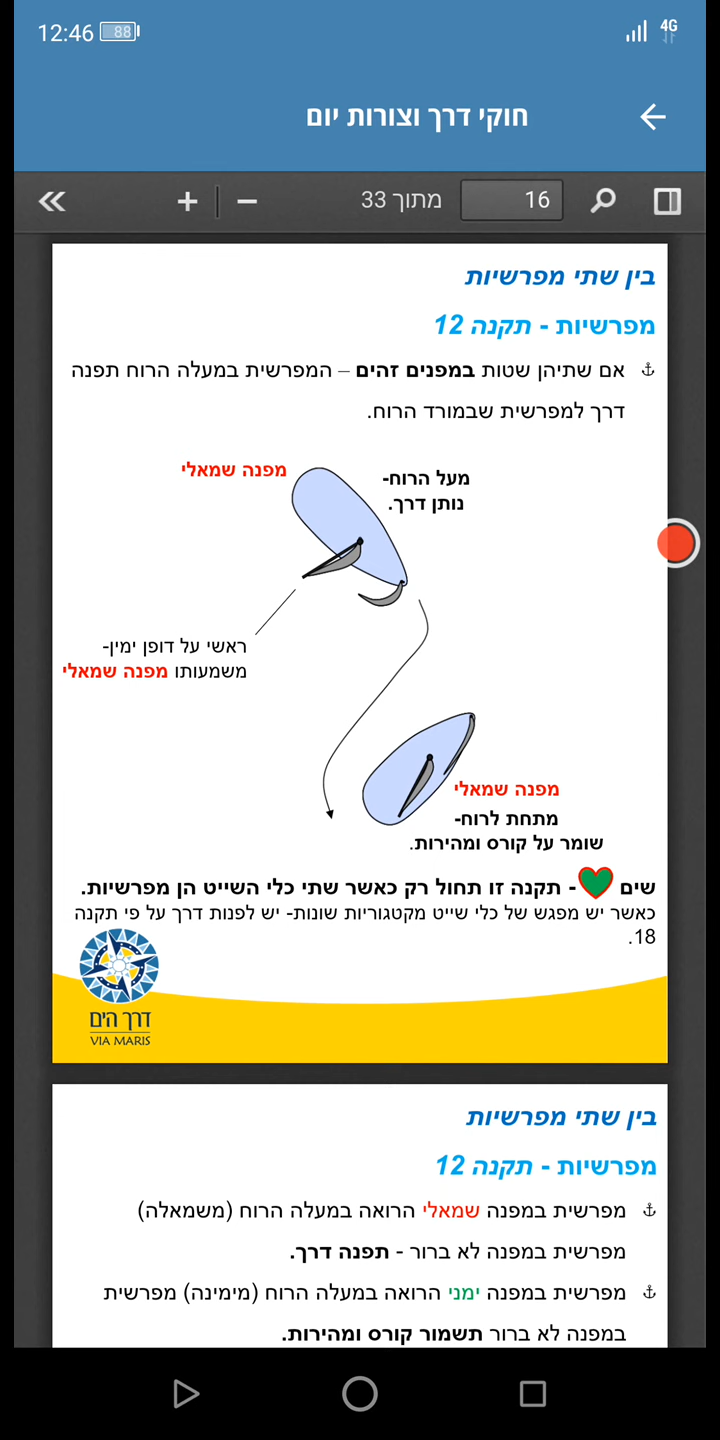 12:46 88 4G
חוקי דרך וצורות יום
16 מתוך 33
בין שתי מפרשיות
מפרשיות - תקנה 12
אם שתיהן שטות במפנים זהים – המפרשית במעלה הרוח תפנה
דרך למפרשית שבמורד הרוח.
מפנה שמאלי
מעל הרוח-
נותן דרך.
ראשי על דופן ימין-
משמעותו מפנה שמאלי
מפנה שמאלי
מתחת לרוח-
שומר על קורס ומהירות.
שים - תקנה זו תחול רק כאשר שתי כלי השייט הן מפרשיות.
כאשר יש מפגש של כלי שייט מקטגוריות שונות- יש לפנות דרך על פי תקנה
18.
דרך הים
VIA MARIS
בין שתי מפרשיות
מפרשיות - תקנה 12
מפרשית במפנה שמאלי הרואה במעלה הרוח (משמאלה)
מפרשית במפנה לא ברור - תפנה דרך.
מפרשית במפנה ימני הרואה במעלה הרוח (מימינה) מפרשית
במפנה לא ברור תשמור קורס ומהירות.